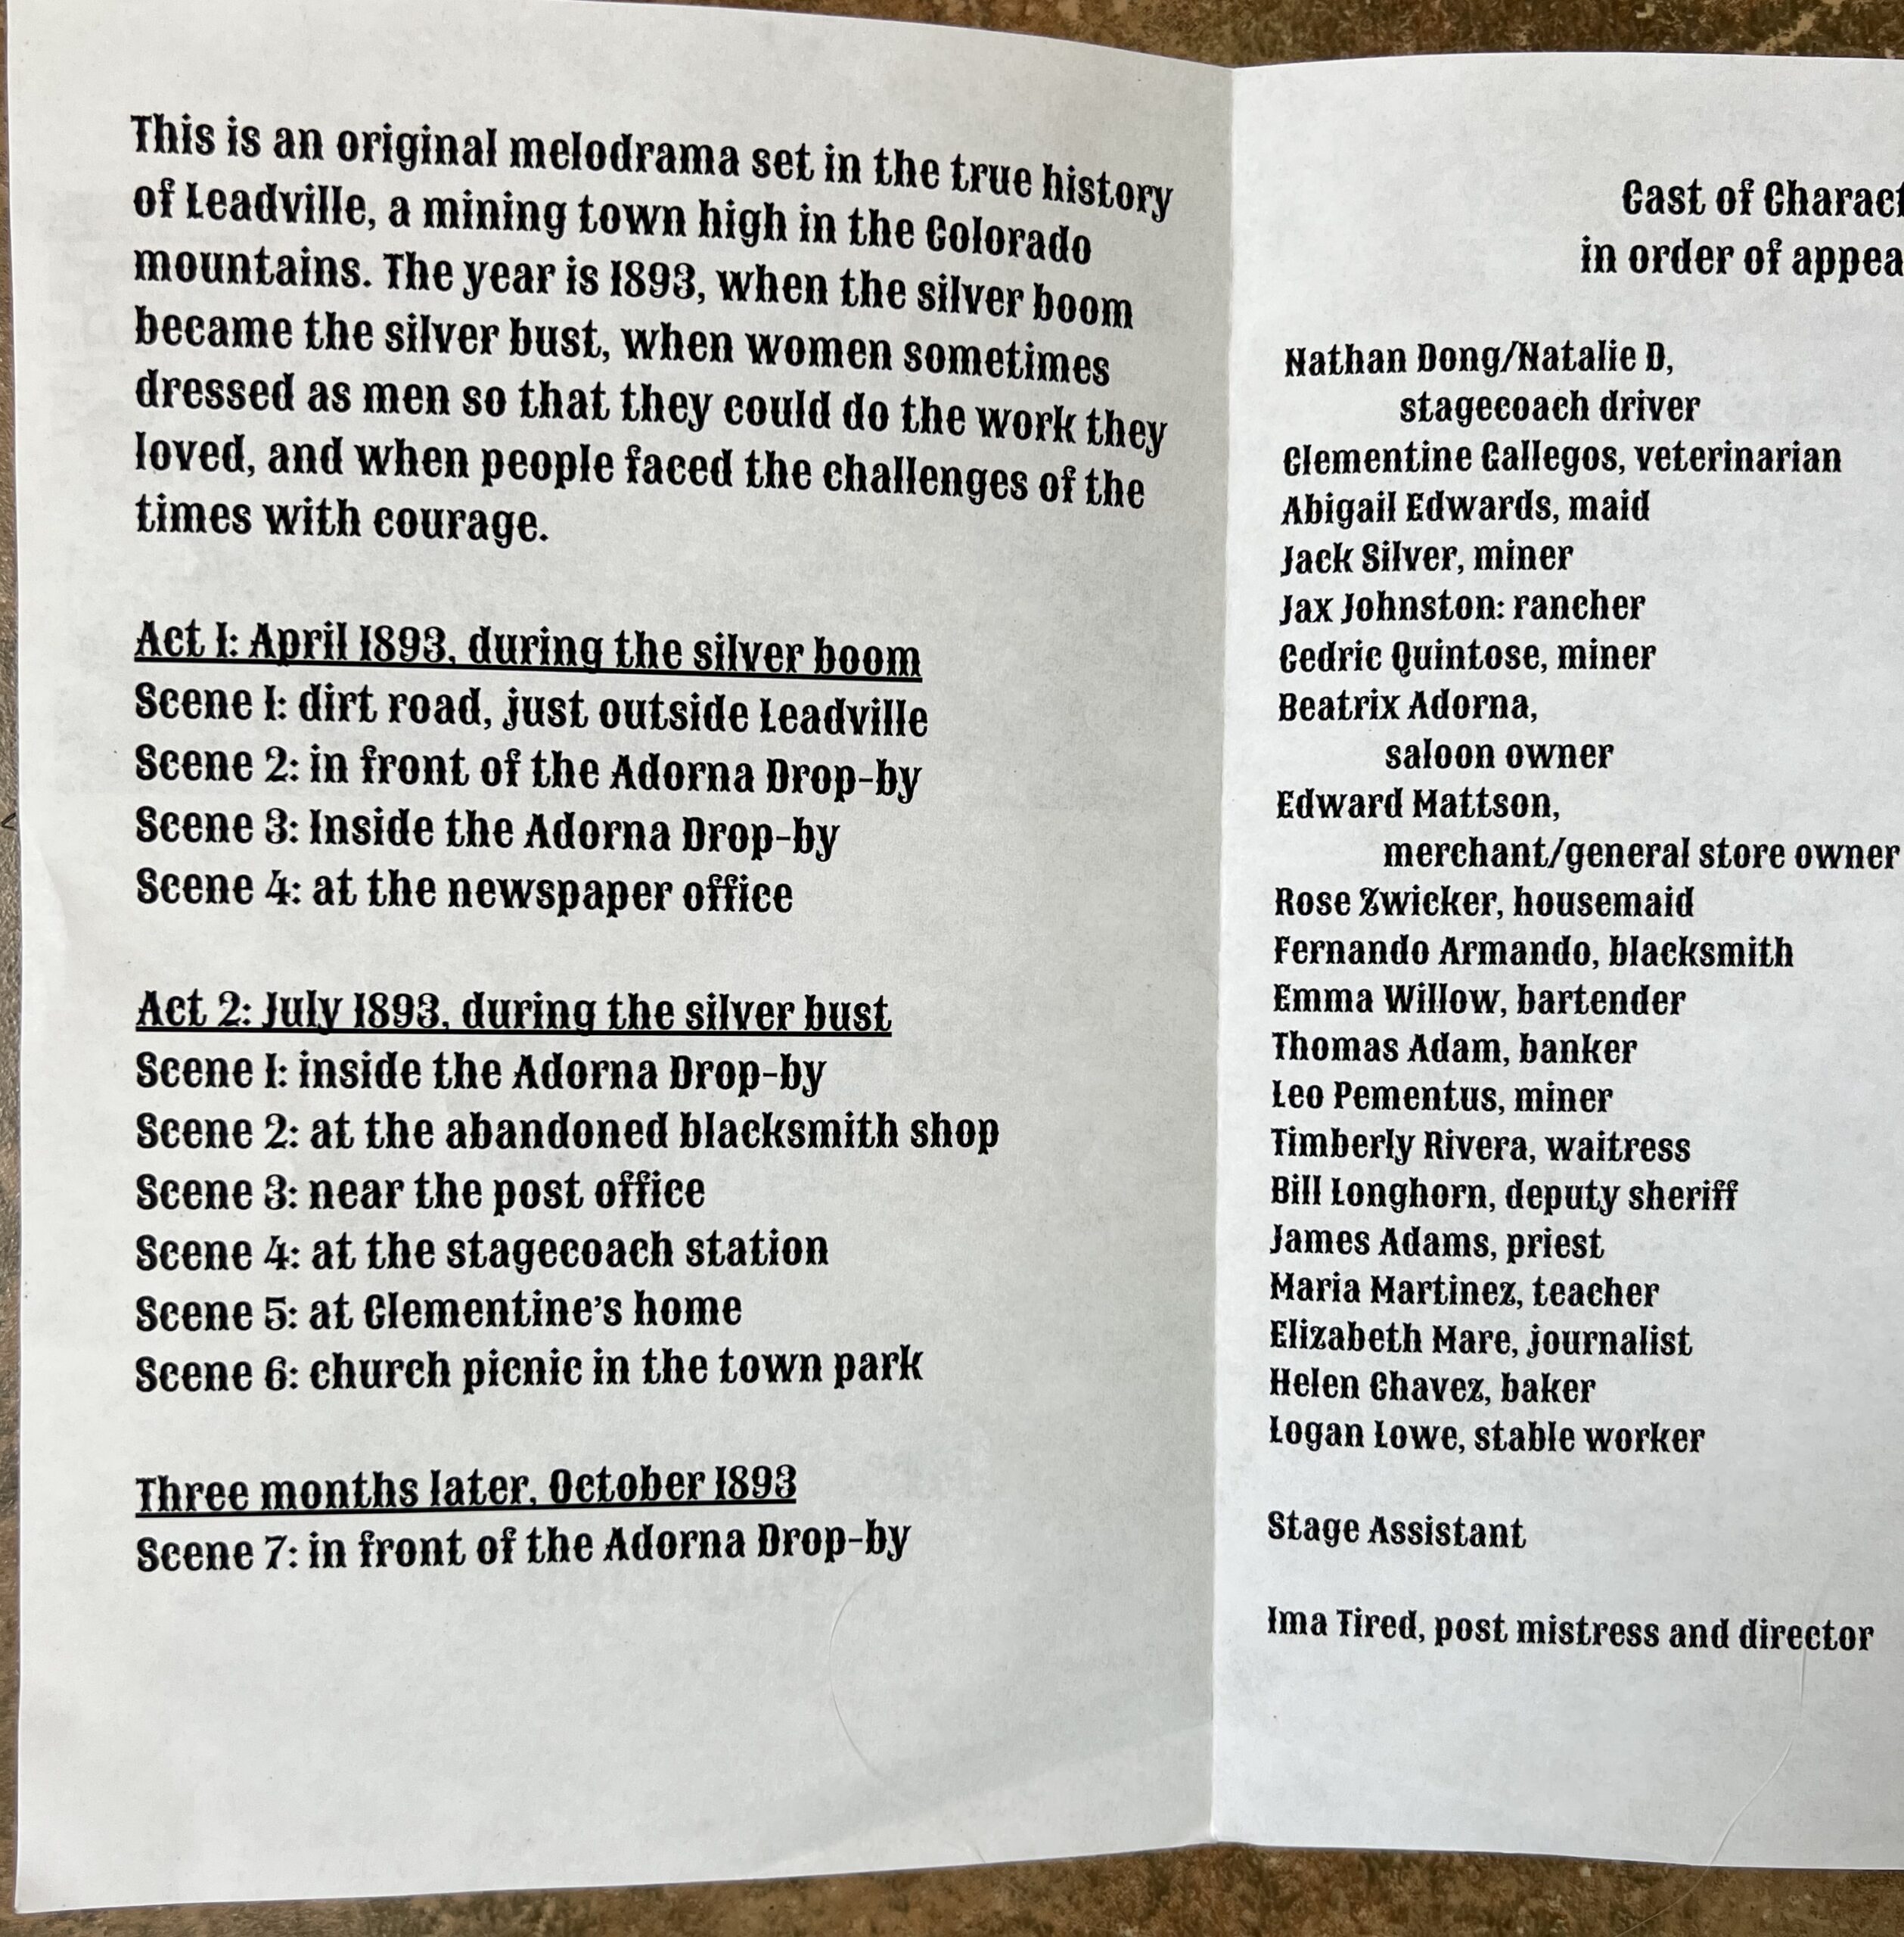 This is an original melodrama set in the true history
of Leadville, a mining town high in the Colorado
mountains. The year is 1893, when the silver boom
became the silver bust, when women sometimes
dressed as men so that they could do the work they
loved, and when people faced the challenges of the
times with courage.
Act 1: April 1893, during the silver boom
Scene 1: dirt road, just outside Leadville
Scene 2: in front of the Adorna Drop-by
Scene 3: Inside the Adorna Drop-by
Scene 4: at the newspaper office
Act 2: July 1893, during the silver bust
Scene 1: inside the Adorna Drop-by
Scene 2: at the abandoned blacksmith shop
Scene 3: near the post office
Scene 4: at the stagecoach station
Scene 5: at Clementine's home
Scene 6: church picnic in the town park
Three months later, October 1893
Scene 7: in front of the Adorna Drop-by
Cast of
in order of
Nathan Dong/Natalie D,
stagecoach driver
Clementine Gallegos, veterinarian
Abigail Edwards, maid
Jack Silver, miner
Jax Johnston: rancher
Cedric Quintose, miner
Beatrix Adorna,
saloon owner
Edward Mattson,
merchant/general store owner
Rose Zwicker, housemaid
Fernando Armando, blacksmith
Emma Willow, bartender
Thomas Adam, banker
Leo Pementus, miner
Timberly Rivera, waitress
Bill Longhorn, deputy sheriff
James Adams, priest
Maria Martinez, teacher
Elizabeth Mare, journalist
Helen Chavez, baker
Logan Lowe, stable worker
Stage Assistant
Ima Tired, post mistress and director